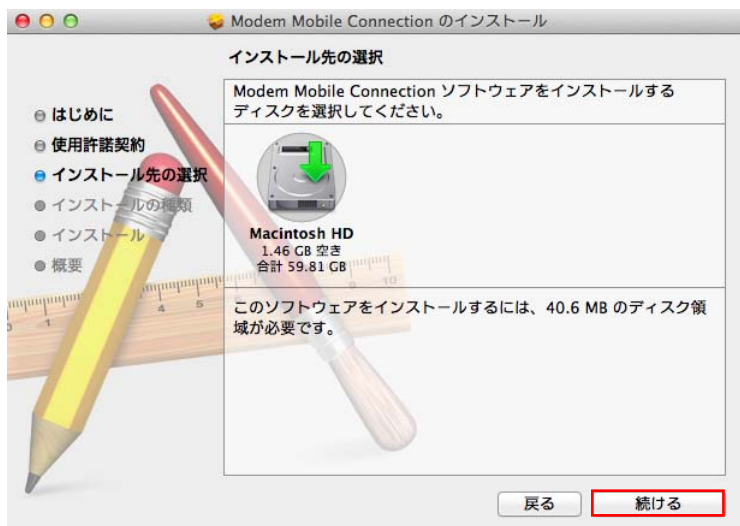 Modem Mobile Connection のインストール
インストール先の選択
はじめに
使用許諾契約
インストール先の選択
インストールの種類
インストール
概要
Modem Mobile Connection ソフトウェアをインストールする
ディスクを選択してください。
Macintosh HD
1.46 GB 空き
合計 59.81 GB
このソフトウェアをインストールするには、40.6 MB のディスク領
域が必要です。
1
4
5
10
戻る
続ける